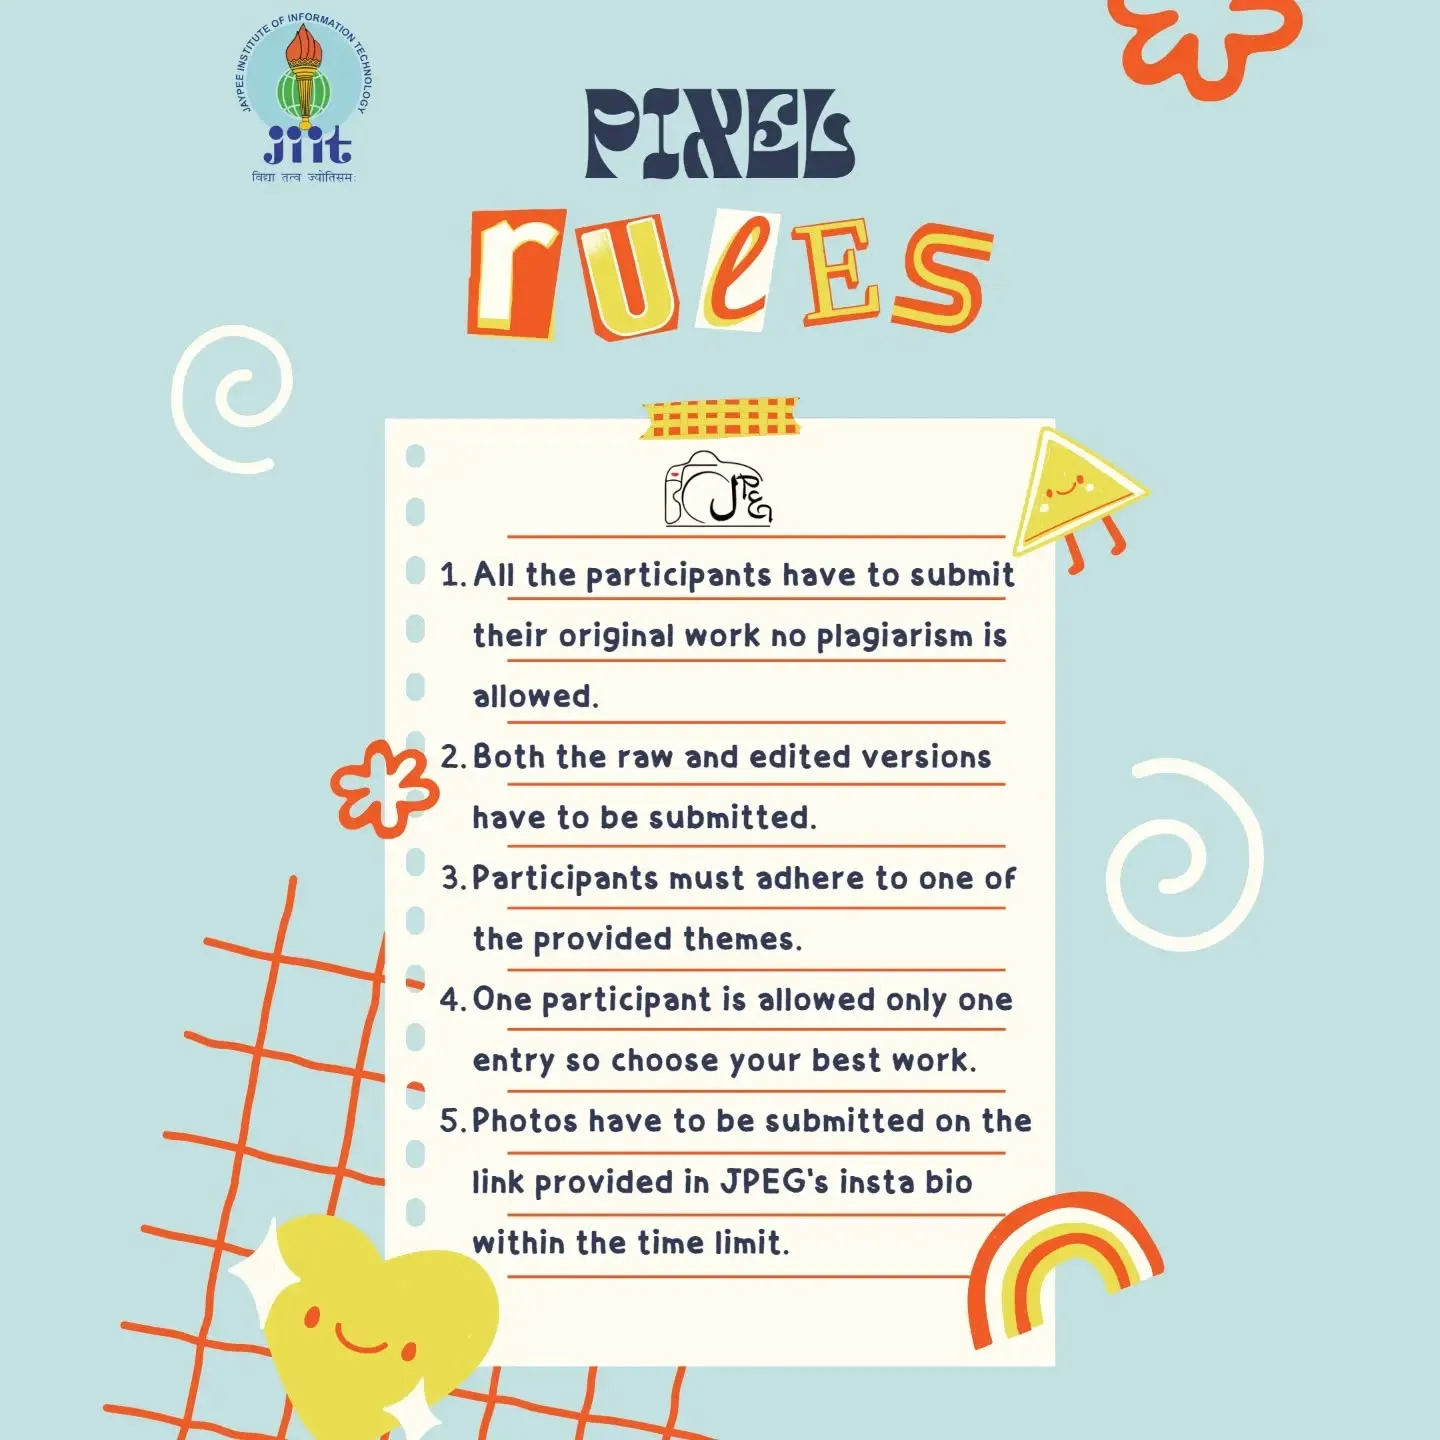 JAYPEE INSTITUTE OF INFORMATION TECHNOLOGY
jiit
विद्या तत्व ज्योतिसमः
PIXEL
rulEs
JPEG
1. All the participants have to submit
their original work no plagiarism is
allowed.
2. Both the raw and edited versions
have to be submitted.
3. Participants must adhere to one of
the provided themes.
4. One participant is allowed only one
entry so choose your best work.
5. Photos have to be submitted on the
link provided in JPEG's insta bio
within the time limit.